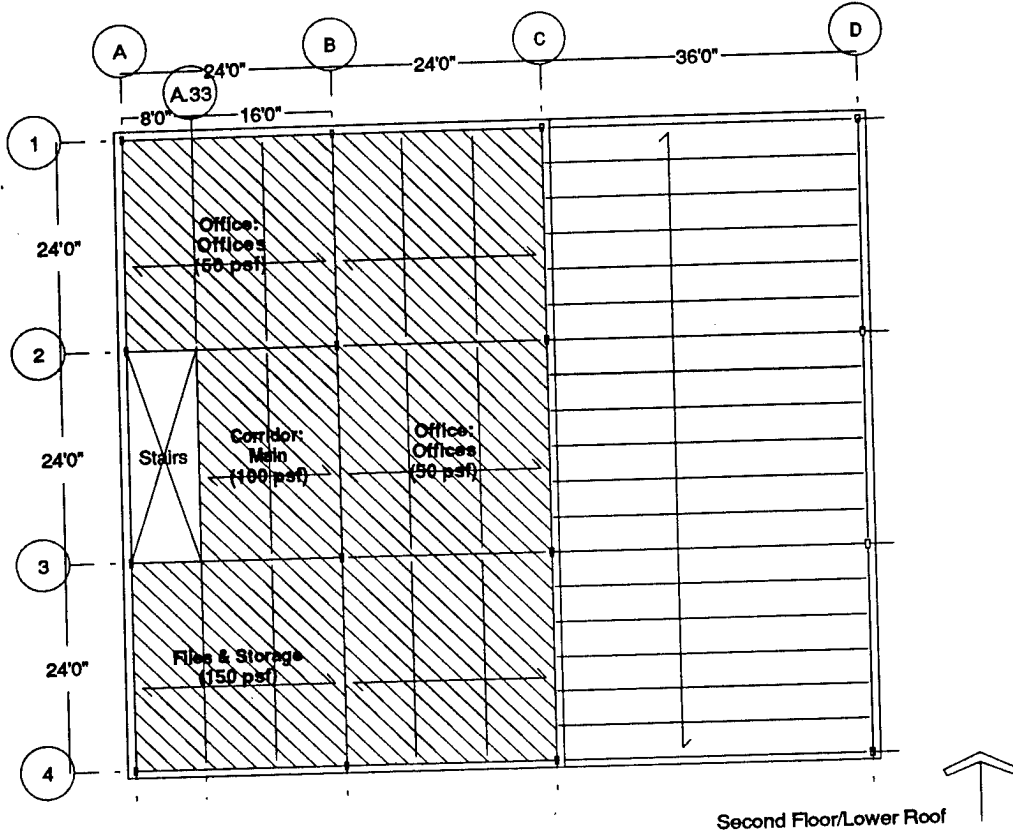 A
B
C
D
24'0"
24'0"
36'0"
A.33
8'0"
16'0"
1
24'0"
Office:
Offices
(50 psf)
2
24'0"
Stairs
Corridor:
Main
(100 psf)
Office:
Offices
(50 psf)
3
24'0"
Files & Storage
(150 psf)
4
Second Floor/Lower Roof